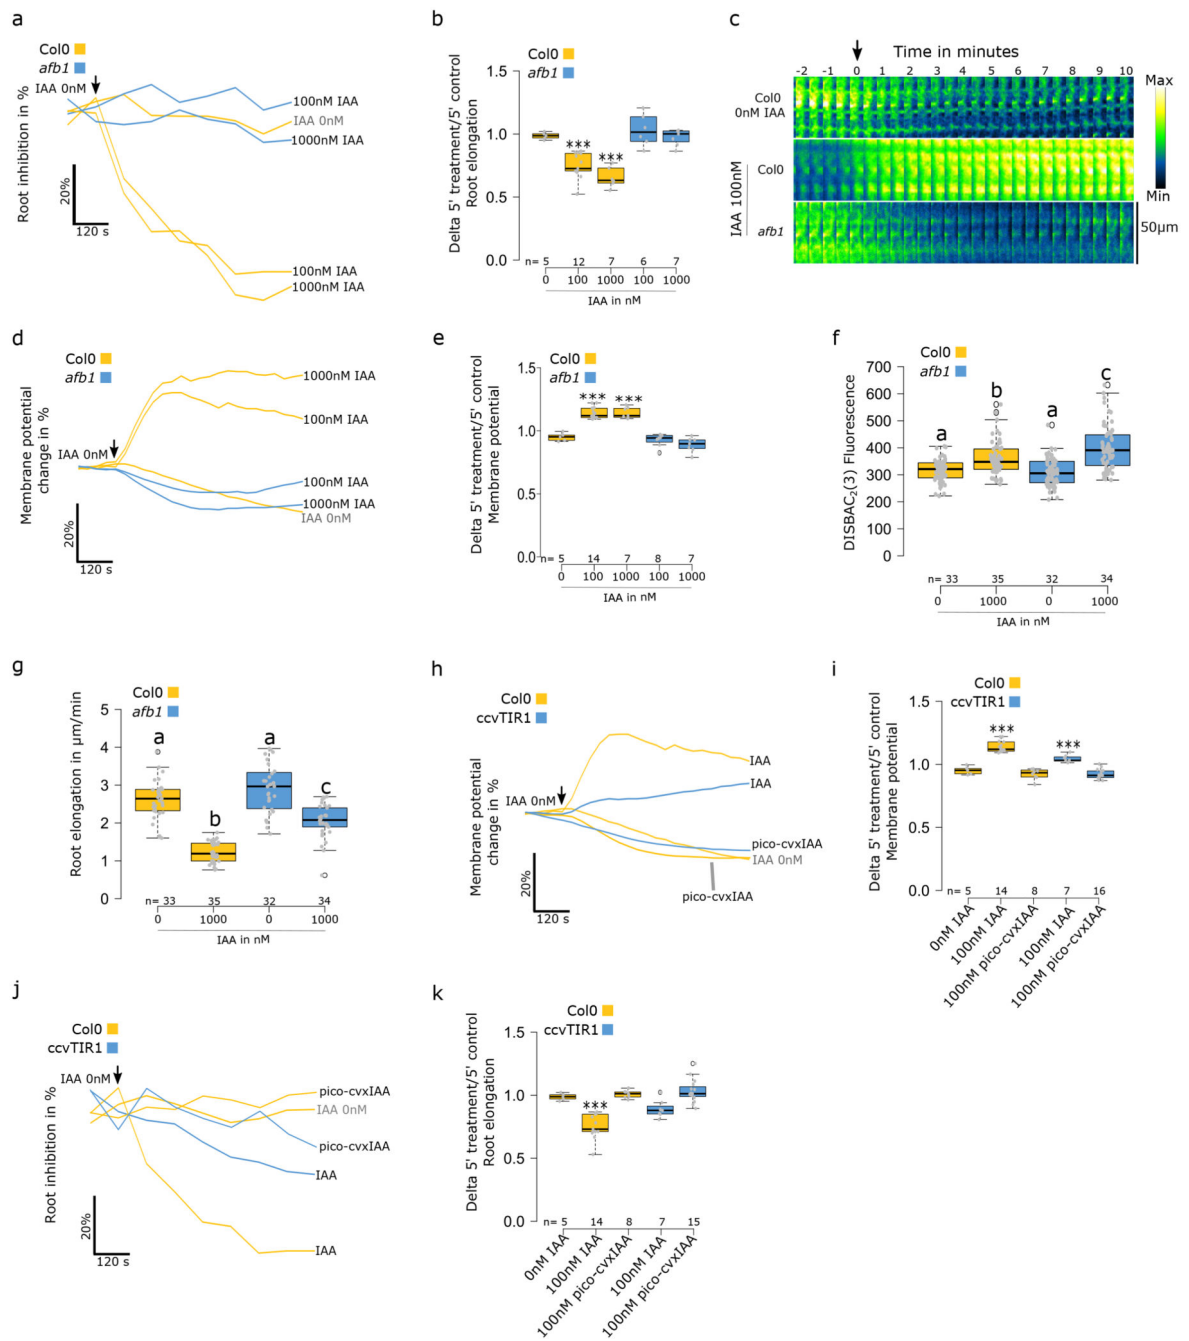 a
Col0
afb1
IAA 0nM
Root inhibition in %
20%
120 s
100nM IAA
IAA 0nM
1000nM IAA
100nM IAA
1000nM IAA
b
Col0
afb1
Delta 5' treatment/5' control
Root elongation
1.5
1.0
0.5
0.0
***
***
n= 5 12 7 6 7
0 100 1000 100 1000
IAA in nM
c
Time in minutes
-2 -1 0 1 2 3 4 5 6 7 8 9 10
Col0
0nM IAA
IAA 100nM
Col0
afb1
Max
Min
50µm
d
Col0
afb1
IAA 0nM
Membrane potential
change in %
20%
120 s
1000nM IAA
100nM IAA
100nM IAA
1000nM IAA
IAA 0nM
e
Col0
afb1
Delta 5' treatment/5' control
Membrane potential
1.5
1.0
0.5
0.0
***
***
n= 5 14 7 8 7
0 100 1000 100 1000
IAA in nM
f
Col0
afb1
DISBAC₂(3) Fluorescence
700
600
500
400
300
200
100
0
a b a c
n= 33 35 32 34
0 1000 0 1000
IAA in nM
g
Col0
afb1
Root elongation in µm/min
5
4
3
2
1
0
a b a c
n= 33 35 32 34
0 1000 0 1000
IAA in nM
h
Col0
ccvTIR1
IAA 0nM
Membrane potential
change in %
20%
120 s
IAA
IAA
pico-cvxIAA
IAA 0nM
pico-cvxIAA
i
Col0
ccvTIR1
Delta 5' treatment/5' control
Membrane potential
1.5
1.0
0.5
0.0
***
***
n= 5 14 8 7 16
0nM IAA
100nM IAA
100nM pico-cvxIAA
100nM IAA
100nM pico-cvxIAA
j
Col0
ccvTIR1
IAA 0nM
Root inhibition in %
20%
120 s
pico-cvxIAA
IAA 0nM
pico-cvxIAA
IAA
IAA
k
Col0
ccvTIR1
Delta 5' treatment/5' control
Root elongation
1.5
1.0
0.5
0.0
***
n= 5 14 8 7 15
0nM IAA
100nM IAA
100nM pico-cvxIAA
100nM IAA
100nM pico-cvxIAA